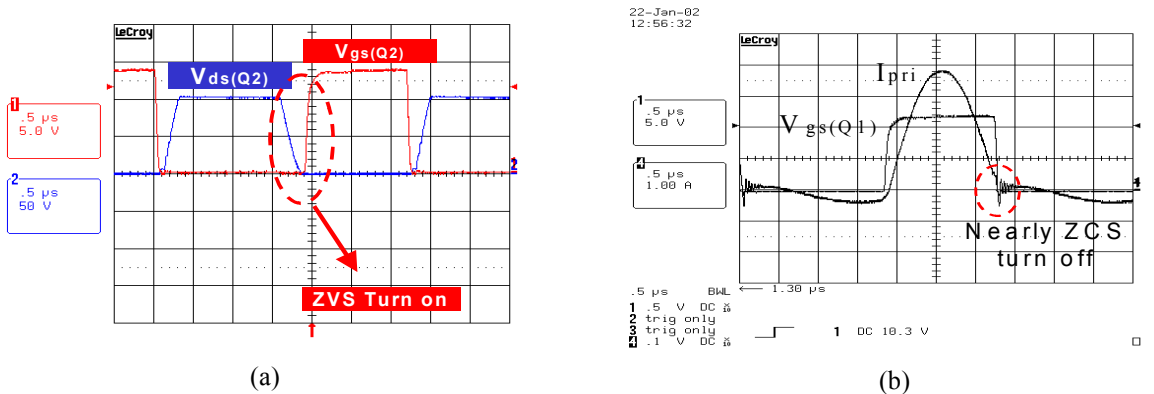 LeCroy
Vgs(Q2)
Vds(Q2)
1
.5 µs
5.0 V
2
.5 µs
50 V
2
ZVS Turn on
(a)
22-Jan-02
12:56:32
LeCroy
Ipri
1
.5 µs
5.0 V
Vgs(Q1)
4
.5 µs
1.00 A
4
Nearly ZCS
turn off
.5 µs BWL
1.30 µs
1 .5 V DC
2 trig only
3 trig only
4 .1 V DC
1 DC 10.3 V
(b)